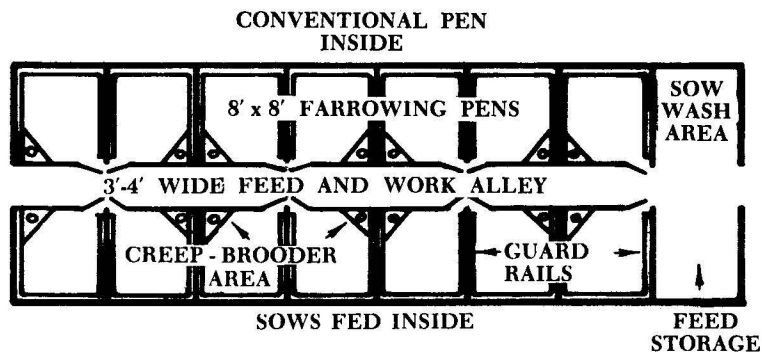 CONVENTIONAL PEN
INSIDE
8' x 8' FARROWING PENS
SOW
WASH
AREA
3'-4' WIDE FEED AND WORK ALLEY
CREEP - BROODER
AREA
GUARD
RAILS
SOWS FED INSIDE
FEED
STORAGE